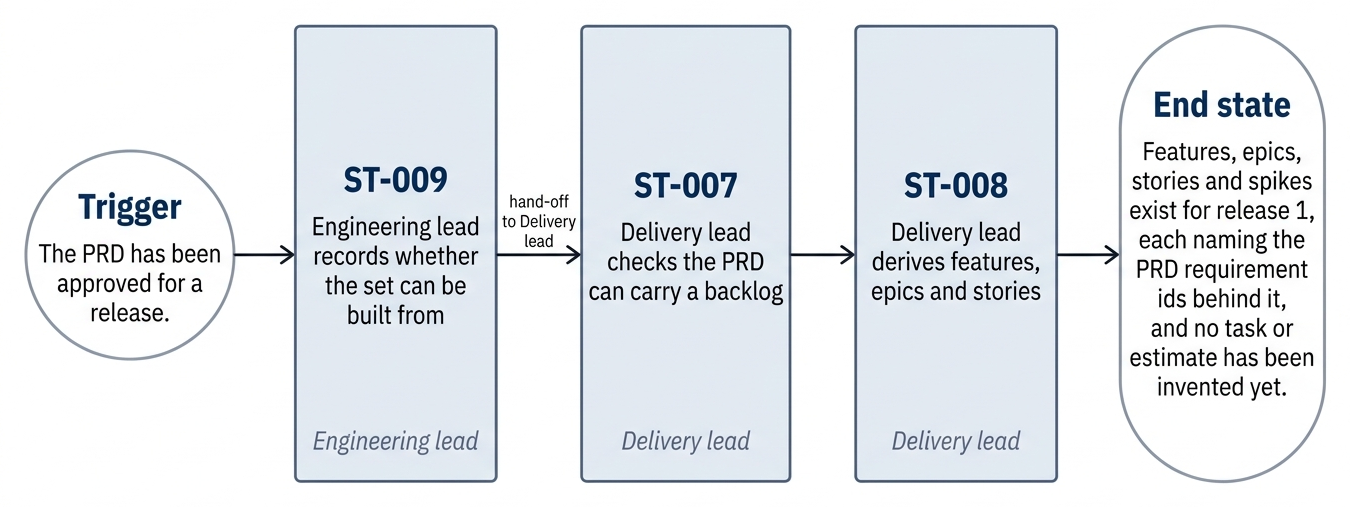 Trigger
The PRD has been
approved for a
release.
ST-009
Engineering lead
records whether
the set can be
built from
Engineering lead
hand-off
to Delivery
lead
ST-007
Delivery lead
checks the PRD
can carry a backlog
Delivery lead
ST-008
Delivery lead
derives features,
epics and stories
Delivery lead
End state
Features, epics,
stories and spikes
exist for release 1,
each naming the
PRD requirement
ids behind it,
and no task or
estimate has been
invented yet.